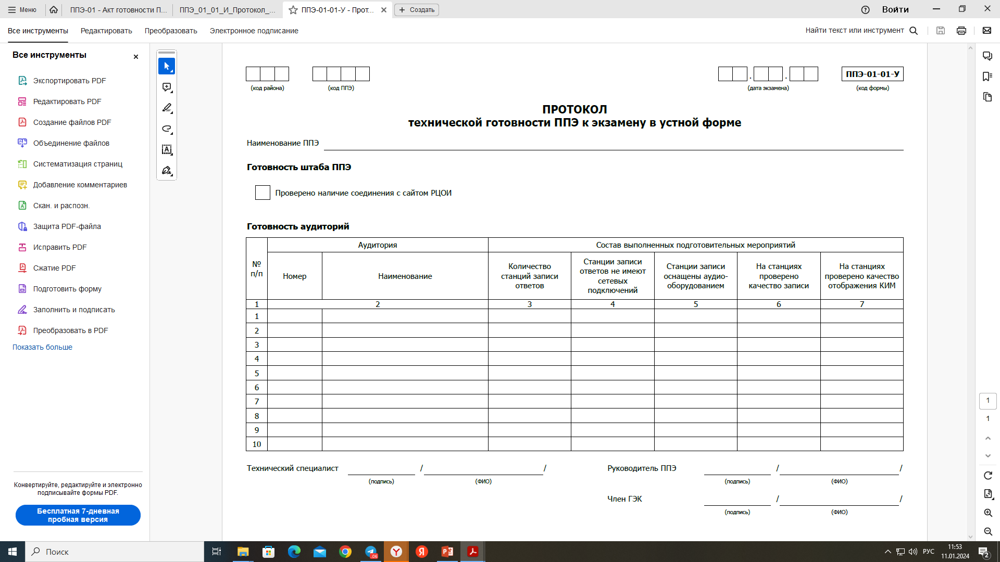 Меню
ППЭ-01 - Акт готовности П...
ППЭ_01_01_И_Протокол_...
ППЭ-01-01-У - Прот...
Создать
Войти
Все инструменты
Редактировать
Преобразовать
Электронное подписание
Найти текст или инструмент
Все инструменты
Экспортировать PDF
Редактировать PDF
Создание файлов PDF
Объединение файлов
Систематизация страниц
Добавление комментариев
Скан. и распозн.
Защита PDF-файла
Исправить PDF
Сжатие PDF
Подготовить форму
Заполнить и подписать
Преобразовать в PDF
Показать больше
Конвертируйте, редактируйте и электронно
подписывайте формы PDF.
Бесплатная 7-дневная
пробная версия
(код района)
(код ППЭ)
. .
(дата экзамена)
ППЭ-01-01-У
(код формы)
ПРОТОКОЛ
технической готовности ППЭ к экзамену в устной форме
Наименование ППЭ
Готовность штаба ППЭ
Проверено наличие соединения с сайтом РЦОИ
Готовность аудиторий
№
п/п
Аудитория
Состав выполненных подготовительных мероприятий
Номер
Наименование
Количество
станций записи
ответов
Станции записи
ответов не имеют
сетевых
подключений
Станции записи
оснащены аудио-
оборудованием
На станциях
проверено
качество записи
На станциях
проверено качество
отображения КИМ
1 2 3 4 5 6 7
1
2
3
4
5
6
7
8
9
10
Технический специалист / /
(подпись) (ФИО)
Руководитель ППЭ / /
(подпись) (ФИО)
Член ГЭК / /
(подпись) (ФИО)
1
1
Поиск
.06
РУС
11:53
11.01.2024
2